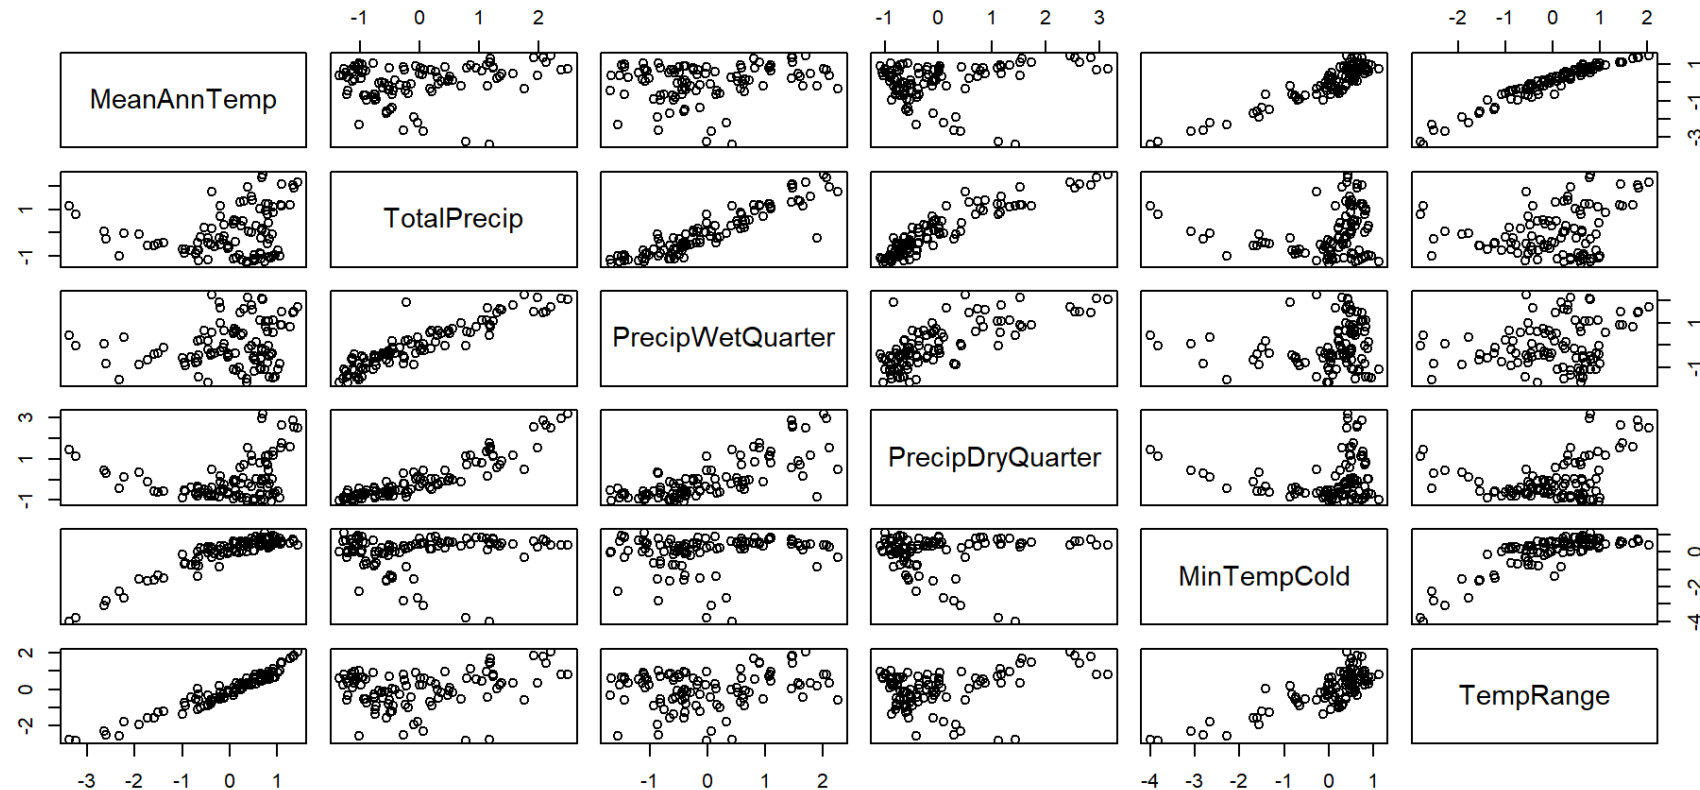 -1 0 1 2 -1 0 1 2 3 -2 -1 0 1 2
MeanAnnTemp
-3 -1 1
-1 1
TotalPrecip
PrecipWetQuarter
-1 1
-1 1 3
PrecipDryQuarter
MinTempCold
-4 -2 0
-2 0 2
TempRange
-3 -2 -1 0 1 -1 0 1 2 -4 -3 -2 -1 0 1